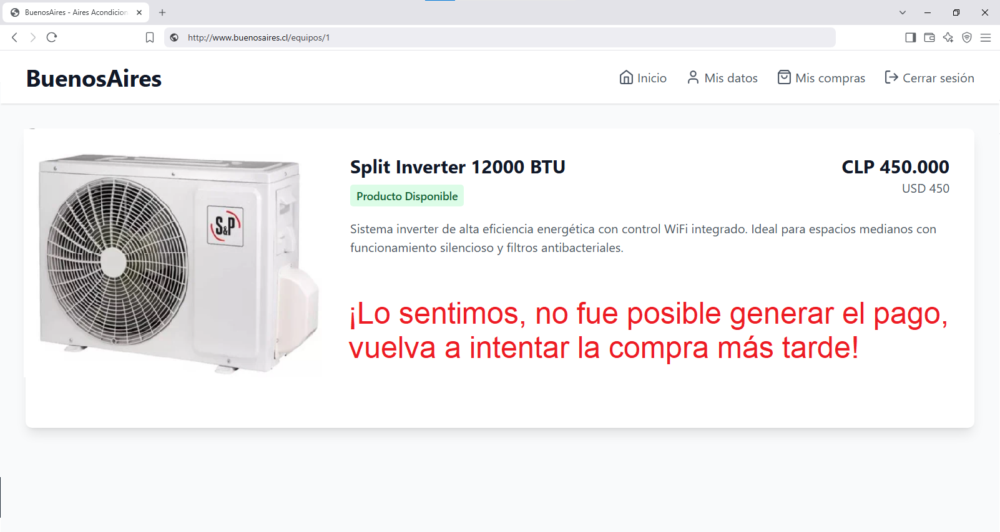 BuenosAires - Aires Acondicion
http://www.buenosaires.cl/equipos/1
BuenosAires
Inicio
Mis datos
Mis compras
Cerrar sesión
S&P
Split Inverter 12000 BTU
CLP 450.000
Producto Disponible
USD 450
Sistema inverter de alta eficiencia energética con control WiFi integrado. Ideal para espacios medianos con
funcionamiento silencioso y filtros antibacteriales.
¡Lo sentimos, no fue posible generar el pago,
vuelva a intentar la compra más tarde!